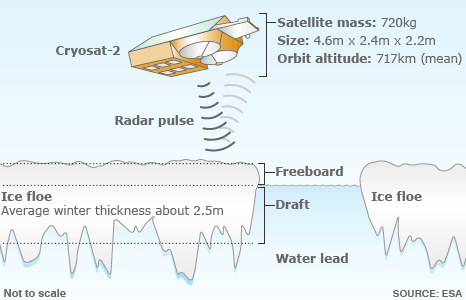 Satellite mass: 720kg
Size: 4.6m x 2.4m x 2.2m
Orbit altitude: 717km (mean)
Cryosat-2
Radar pulse
Freeboard
Ice floe
Average winter thickness about 2.5m
Draft
Ice floe
Water lead
Not to scale
SOURCE: ESA